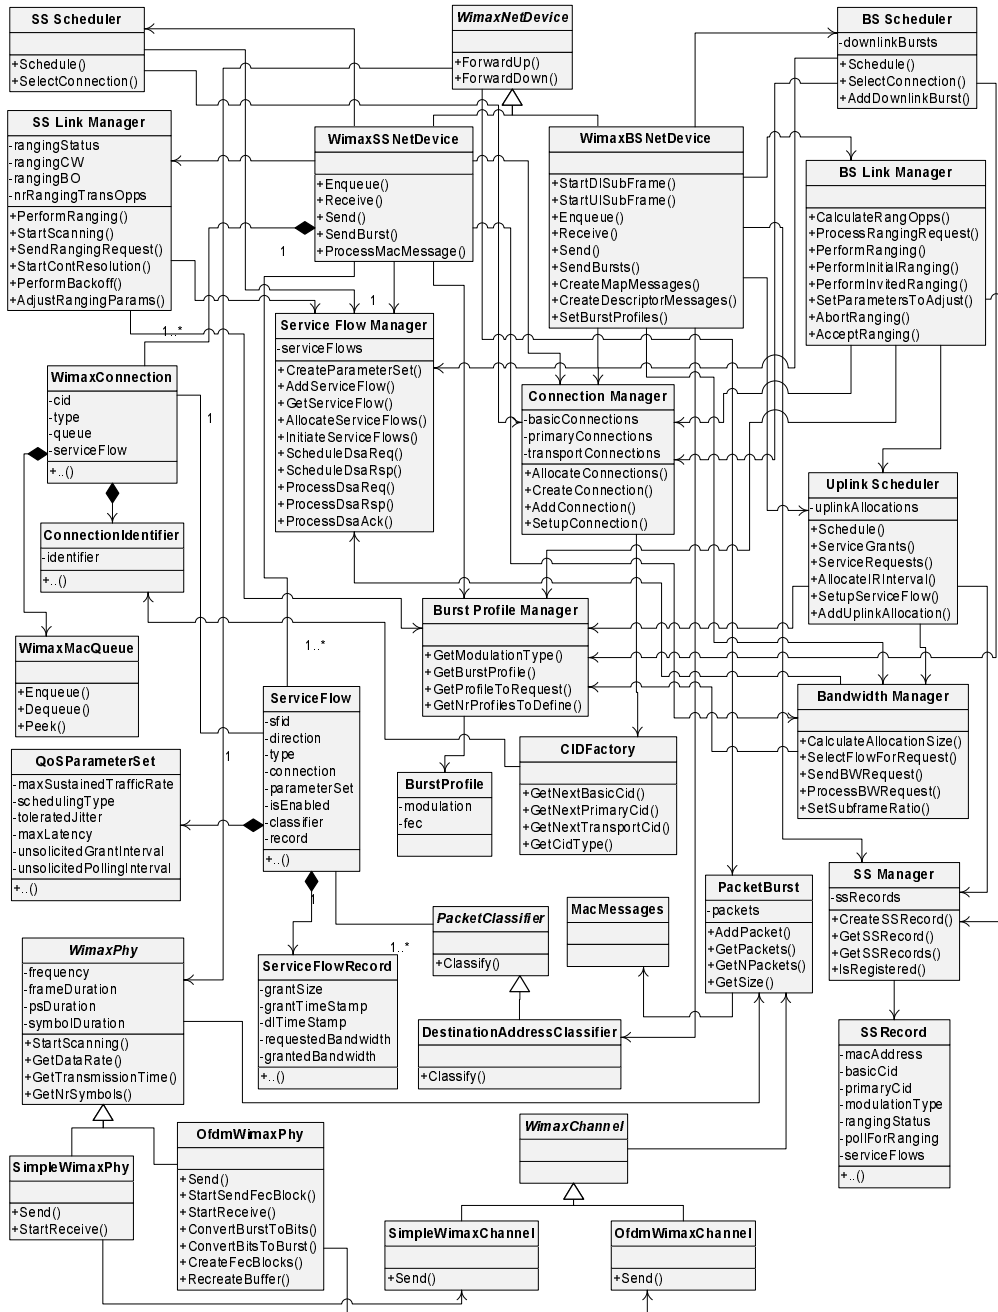 SS Scheduler
+Schedule()
+SelectConnection()
WimaxNetDevice
+ForwardUp()
+ForwardDown()
BS Scheduler
-downlinkBursts
+Schedule()
+SelectConnection()
+AddDownlinkBurst()
SS Link Manager
-rangingStatus
-rangingCW
-rangingBO
-nrRangingTransOpps
+PerformRanging()
+StartScanning()
+SendRangingRequest()
+StartContResolution()
+PerformBackoff()
+AdjustRangingParams()
WimaxSSNetDevice
+Enqueue()
+Receive()
+Send()
+SendBurst()
+ProcessMacMessage()
WimaxBSNetDevice
+StartDlSubFrame()
+StartUlSubFrame()
+Enqueue()
+Receive()
+Send()
+SendBursts()
+CreateMapMessages()
+CreateDescriptorMessages()
+SetBurstProfiles()
BS Link Manager
+CalculateRangOpps()
+ProcessRangingRequest()
+PerformRanging()
+PerformInitialRanging()
+PerformInvitedRanging()
+SetParametersToAdjust()
+AbortRanging()
+AcceptRanging()
1
1
1..*
Service Flow Manager
-serviceFlows
+CreateParameterSet()
+AddServiceFlow()
+GetServiceFlow()
+AllocateServiceFlows()
+InitiateServiceFlows()
+ScheduleDsaReq()
+ScheduleDsaRsp()
+ProcessDsaReq()
+ProcessDsaRsp()
+ProcessDsaAck()
WimaxConnection
-cid
-type
-queue
-serviceFlow
+..()
1
Connection Manager
-basicConnections
-primaryConnections
-transportConnections
+AllocateConnections()
+CreateConnection()
+AddConnection()
+SetupConnection()
Uplink Scheduler
-uplinkAllocations
+Schedule()
+ServiceGrants()
+ServiceRequests()
+AllocateIRInterval()
+SetupServiceFlow()
+AddUplinkAllocation()
ConnectionIdentifier
-identifier
+..()
WimaxMacQueue
+Enqueue()
+Dequeue()
+Peek()
1..*
Burst Profile Manager
+GetModulationType()
+GetBurstProfile()
+GetProfileToRequest()
+GetNrProfilesToDefine()
Bandwidth Manager
+CalculateAllocationSize()
+SelectFlowForRequest()
+SendBWRequest()
+ProcessBWRequest()
+SetSubframeRatio()
ServiceFlow
-sfid
-direction
-type
-connection
-parameterSet
-isEnabled
-classifier
-record
+..()
1
QoSParameterSet
-maxSustainedTrafficRate
-schedulingType
-toleratedJitter
-maxLatency
-unsolicitedGrantInterval
-unsolicitedPollingInterval
+..()
BurstProfile
-modulation
-fec
CIDFactory
+GetNextBasicCid()
+GetNextPrimaryCid()
+GetNextTransportCid()
+GetCidType()
1
1..*
PacketClassifier
+Classify()
MacMessages
PacketBurst
-packets
+AddPacket()
+GetPackets()
+GetNPackets()
+GetSize()
SS Manager
-ssRecords
+CreateSSRecord()
+GetSSRecord()
+GetSSRecords()
+IsRegistered()
WimaxPhy
-frequency
-frameDuration
-psDuration
-symbolDuration
+StartScanning()
+GetDataRate()
+GetTransmissionTime()
+GetNrSymbols()
ServiceFlowRecord
-grantSize
-grantTimeStamp
-dlTimeStamp
-requestedBandwidth
-grantedBandwidth
+..()
DestinationAddressClassifier
+Classify()
SSRecord
-macAddress
-basicCid
-primaryCid
-modulationType
-rangingStatus
-pollForRanging
-serviceFlows
+..()
SimpleWimaxPhy
+Send()
+StartReceive()
OfdmWimaxPhy
+Send()
+StartSendFecBlock()
+StartReceive()
+ConvertBurstToBits()
+ConvertBitsToBurst()
+CreateFecBlocks()
+RecreateBuffer()
WimaxChannel
SimpleWimaxChannel
+Send()
OfdmWimaxChannel
+Send()